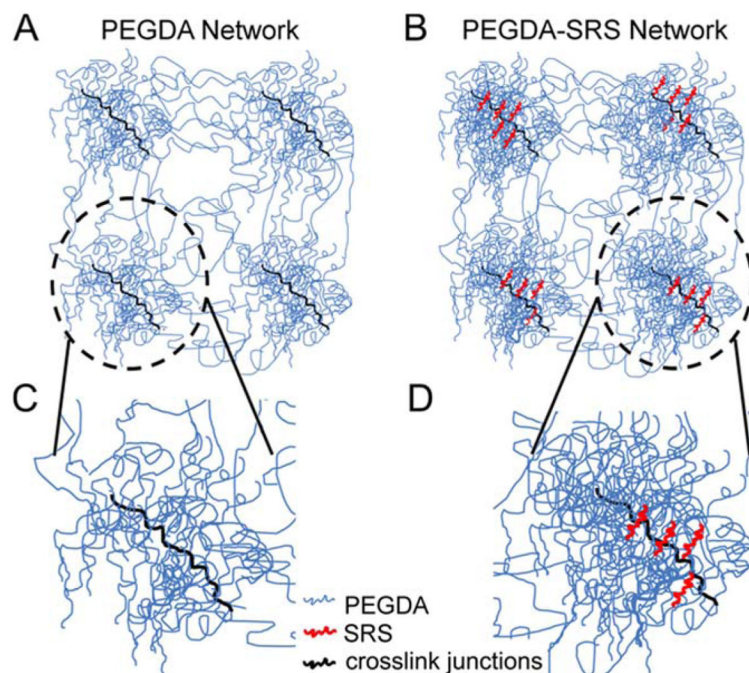 A PEGDA Network
B PEGDA-SRS Network
C
D
PEGDA
SRS
crosslink junctions